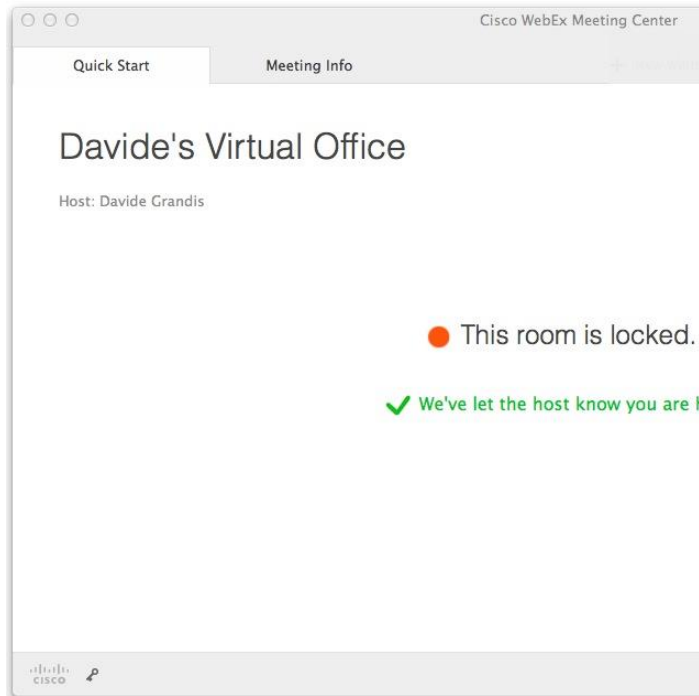 Cisco WebEx Meeting Center
Quick Start
Meeting Info
Davide's Virtual Office
Host: Davide Grandis
This room is locked.
We've let the host know you are
CISCO